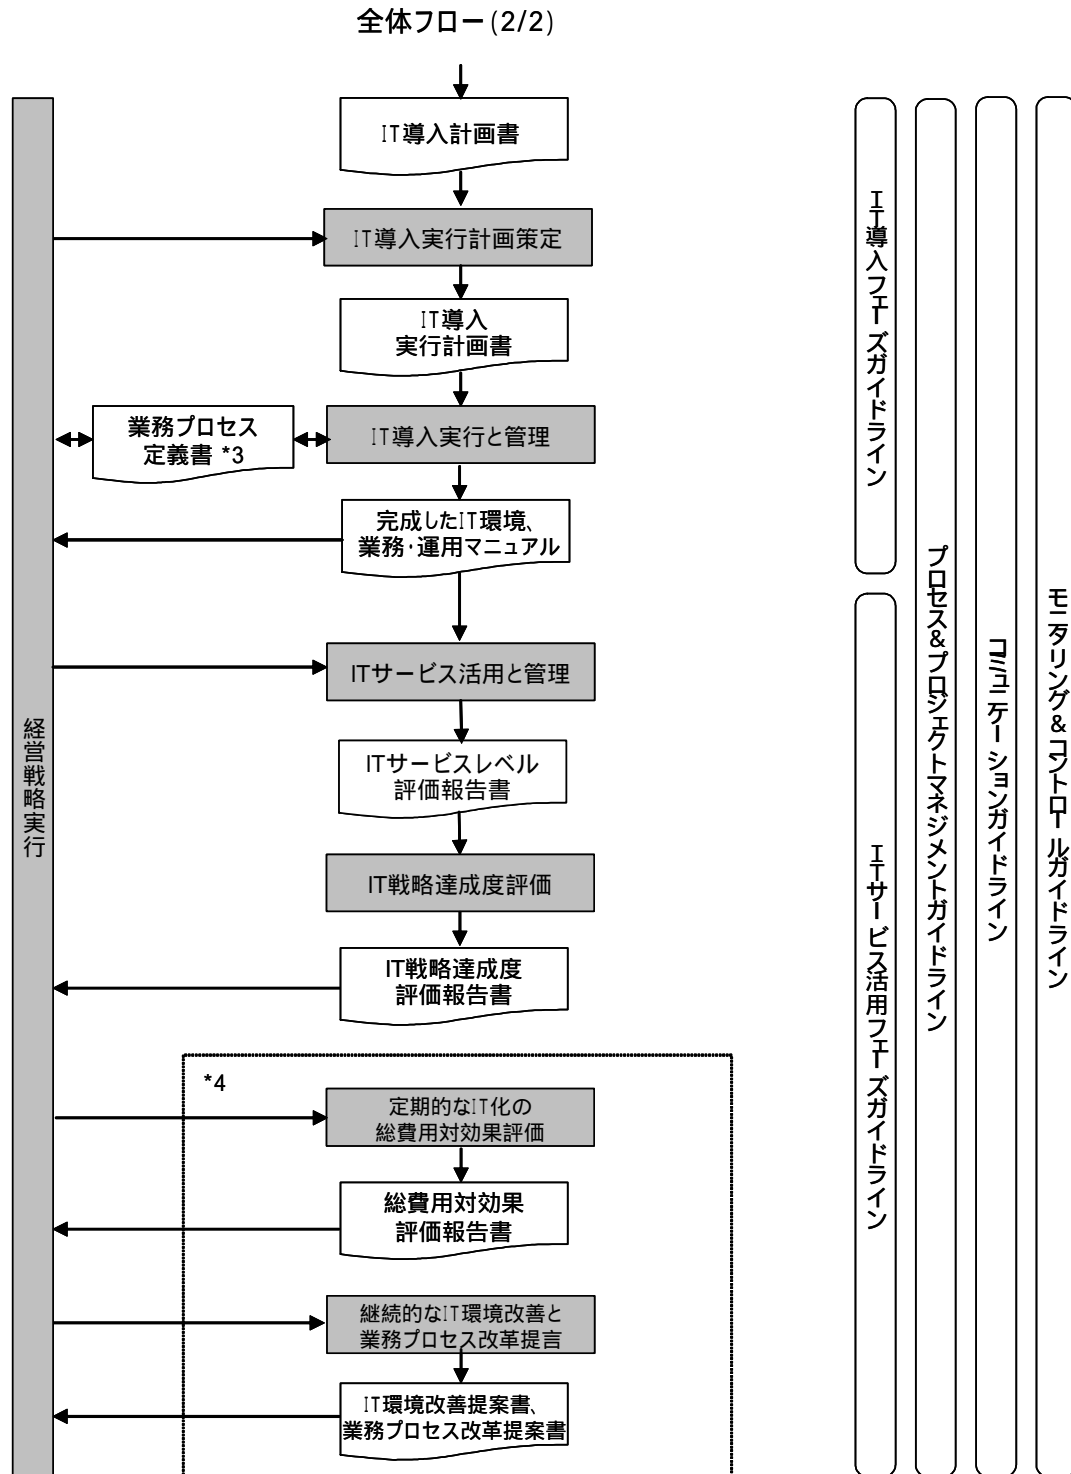 全体フロー(2/2)
IT導入計画書
IT導入実行計画策定
IT導入
実行計画書
業務プロセス
定義書 *3
IT導入実行と管理
完成したIT環境、
業務・運用マニュアル
ITサービス活用と管理
ITサービスレベル
評価報告書
IT戦略達成度評価
IT戦略達成度
評価報告書
*4
定期的なIT化の
総費用対効果評価
総費用対効果
評価報告書
継続的なIT環境改善と
業務プロセス改革提言
IT環境改善提案書、
業務プロセス改革提案書
経営戦略実行
IT導入フェーズガイドライン
ITサービス活用フェーズガイドライン
プロセス&プロジェクトマネジメントガイドライン
コミュニケーションガイドライン
モニタリング&コントロールガイドライン